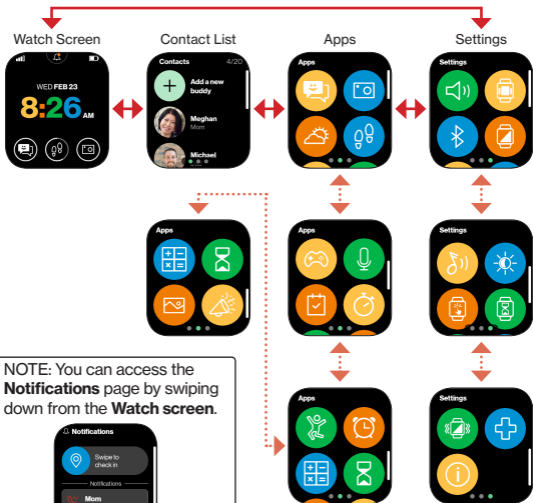 Watch Screen
Contact List
Apps
Settings
WED FEB 23
8:26 AM
Contacts 4/20
Add a new
buddy
Meghan
Mom
Michael
Apps
Settings
Apps
Apps
Settings
NOTE: You can access the
Notifications page by swiping
down from the Watch screen.
Notifications
Swipe to
check in
Notifications
Mom
Apps
Settings